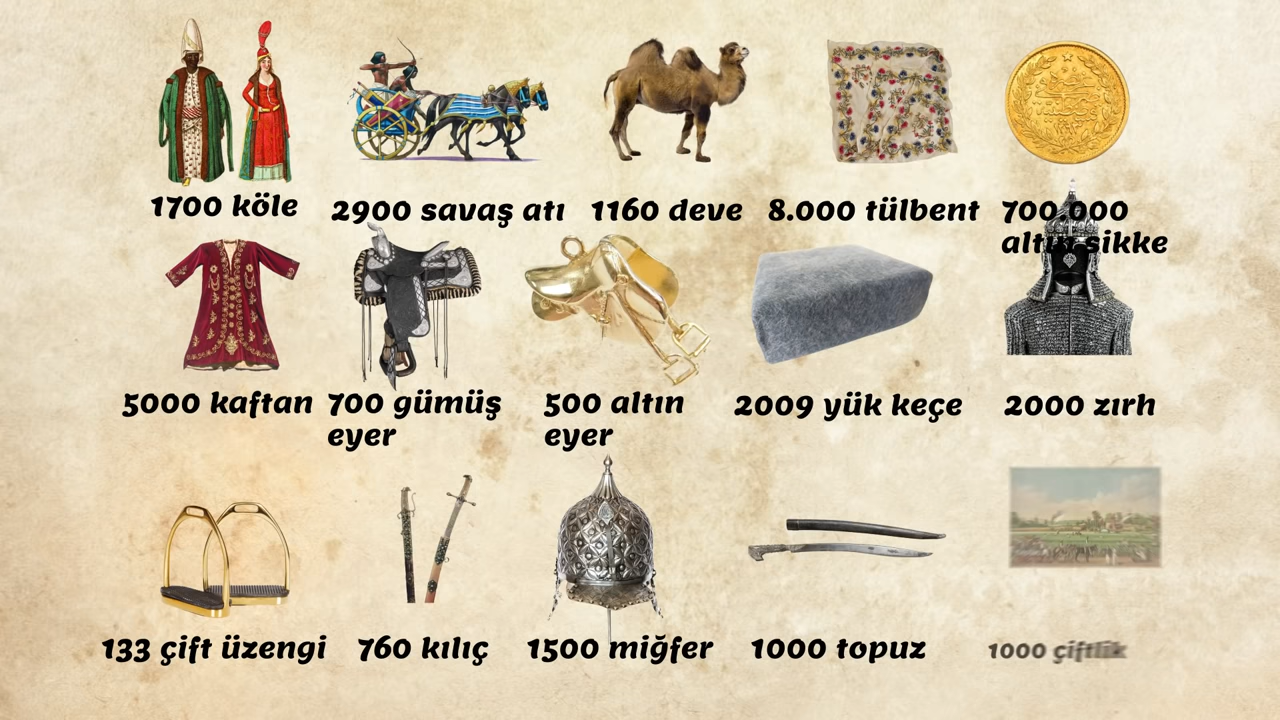 1700 köle
2900 savaş atı
1160 deve
8.000 tülbent
700.000
altın sikke
5000 kaftan
700 gümüş
eyer
500 altın
eyer
2009 yük keçe
2000 zırh
133 çift üzengi
760 kılıç
1500 miğfer
1000 topuz
1000 çiftlik